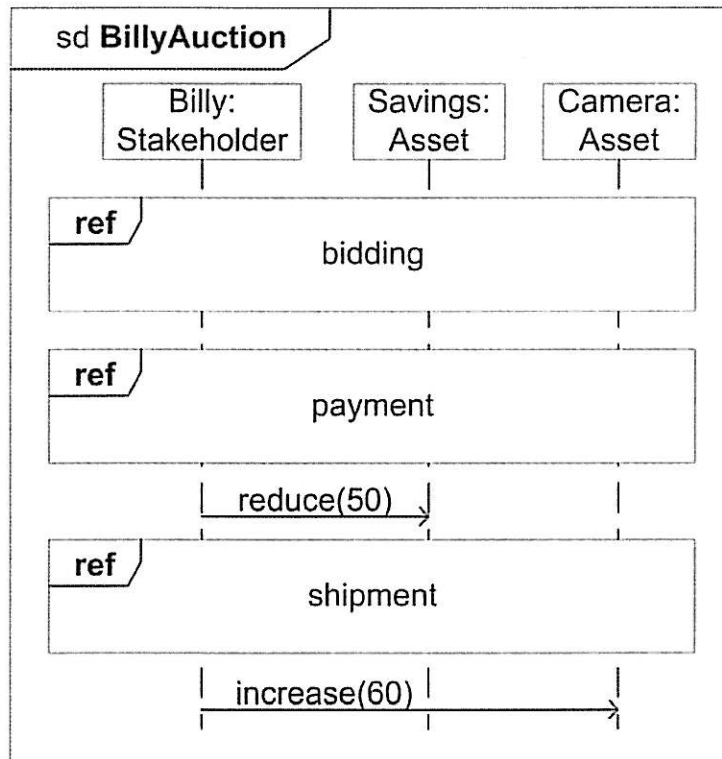 sd BillyAuction
Billy:
Stakeholder
Savings:
Asset
Camera:
Asset
ref
bidding
ref
payment
reduce(50)
ref
shipment
increase(60)